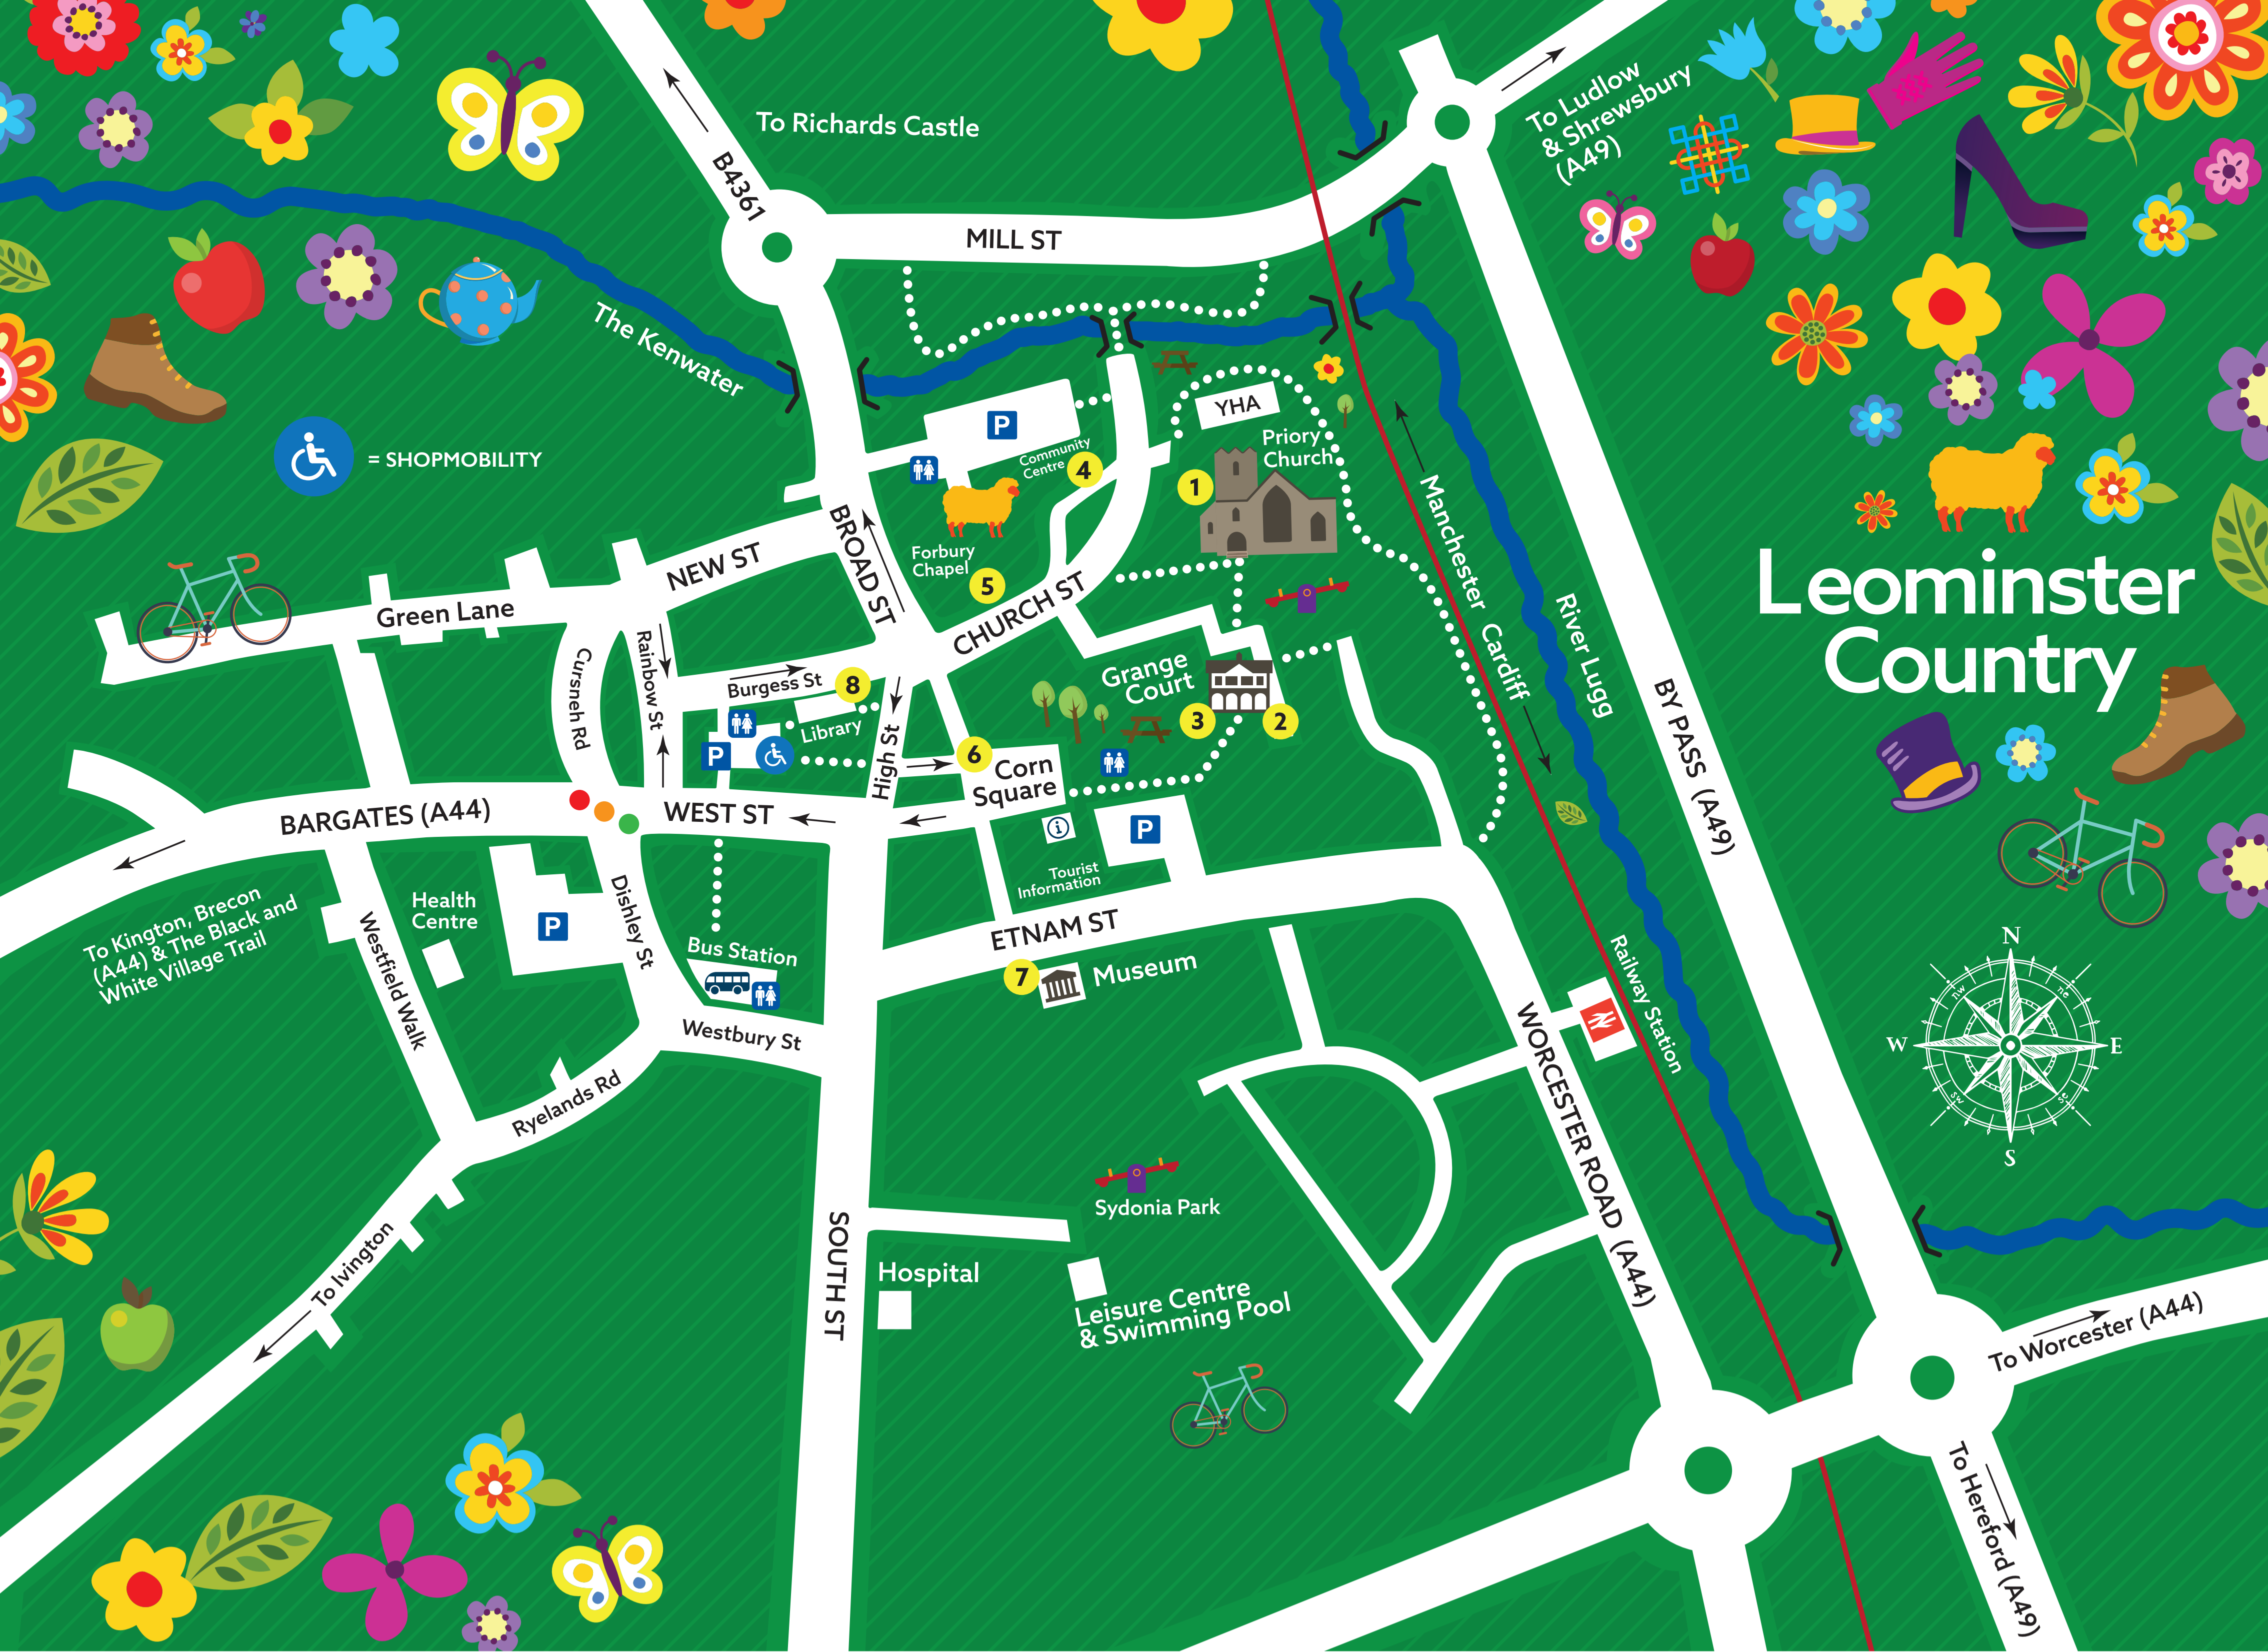 To Richards Castle
B4361
MILL ST
To Ludlow
& Shrewsbury
(A49)
The Kenwater
= SHOPMOBILITY
P
Community
Centre
4
YHA
Priory
Church
1
Manchester
Cardiff
River Lugg
BY PASS (A49)
Leominster
Country
BROAD ST
NEW ST
Green Lane
Forbury
Chapel
5
CHURCH ST
Cursneh Rd
Rainbow St
Burgess St
8
Library
P
High St
Grange
Court
3
2
6
Corn
Square
BARGATES (A44)
WEST ST
i
Tourist
Information
P
To Kington, Brecon
(A44) & The Black and
White Village Trail
Westfield Walk
Health
Centre
P
Dishley St
Bus Station
Westbury St
ETNAM ST
7
Museum
Railway Station
N
nw
ne
W
E
sw
se
S
Ryelands Rd
WORCESTER ROAD (A44)
Sydonia Park
SOUTH ST
To Ivington
Hospital
Leisure Centre
& Swimming Pool
To Worcester (A44)
To Hereford (A49)